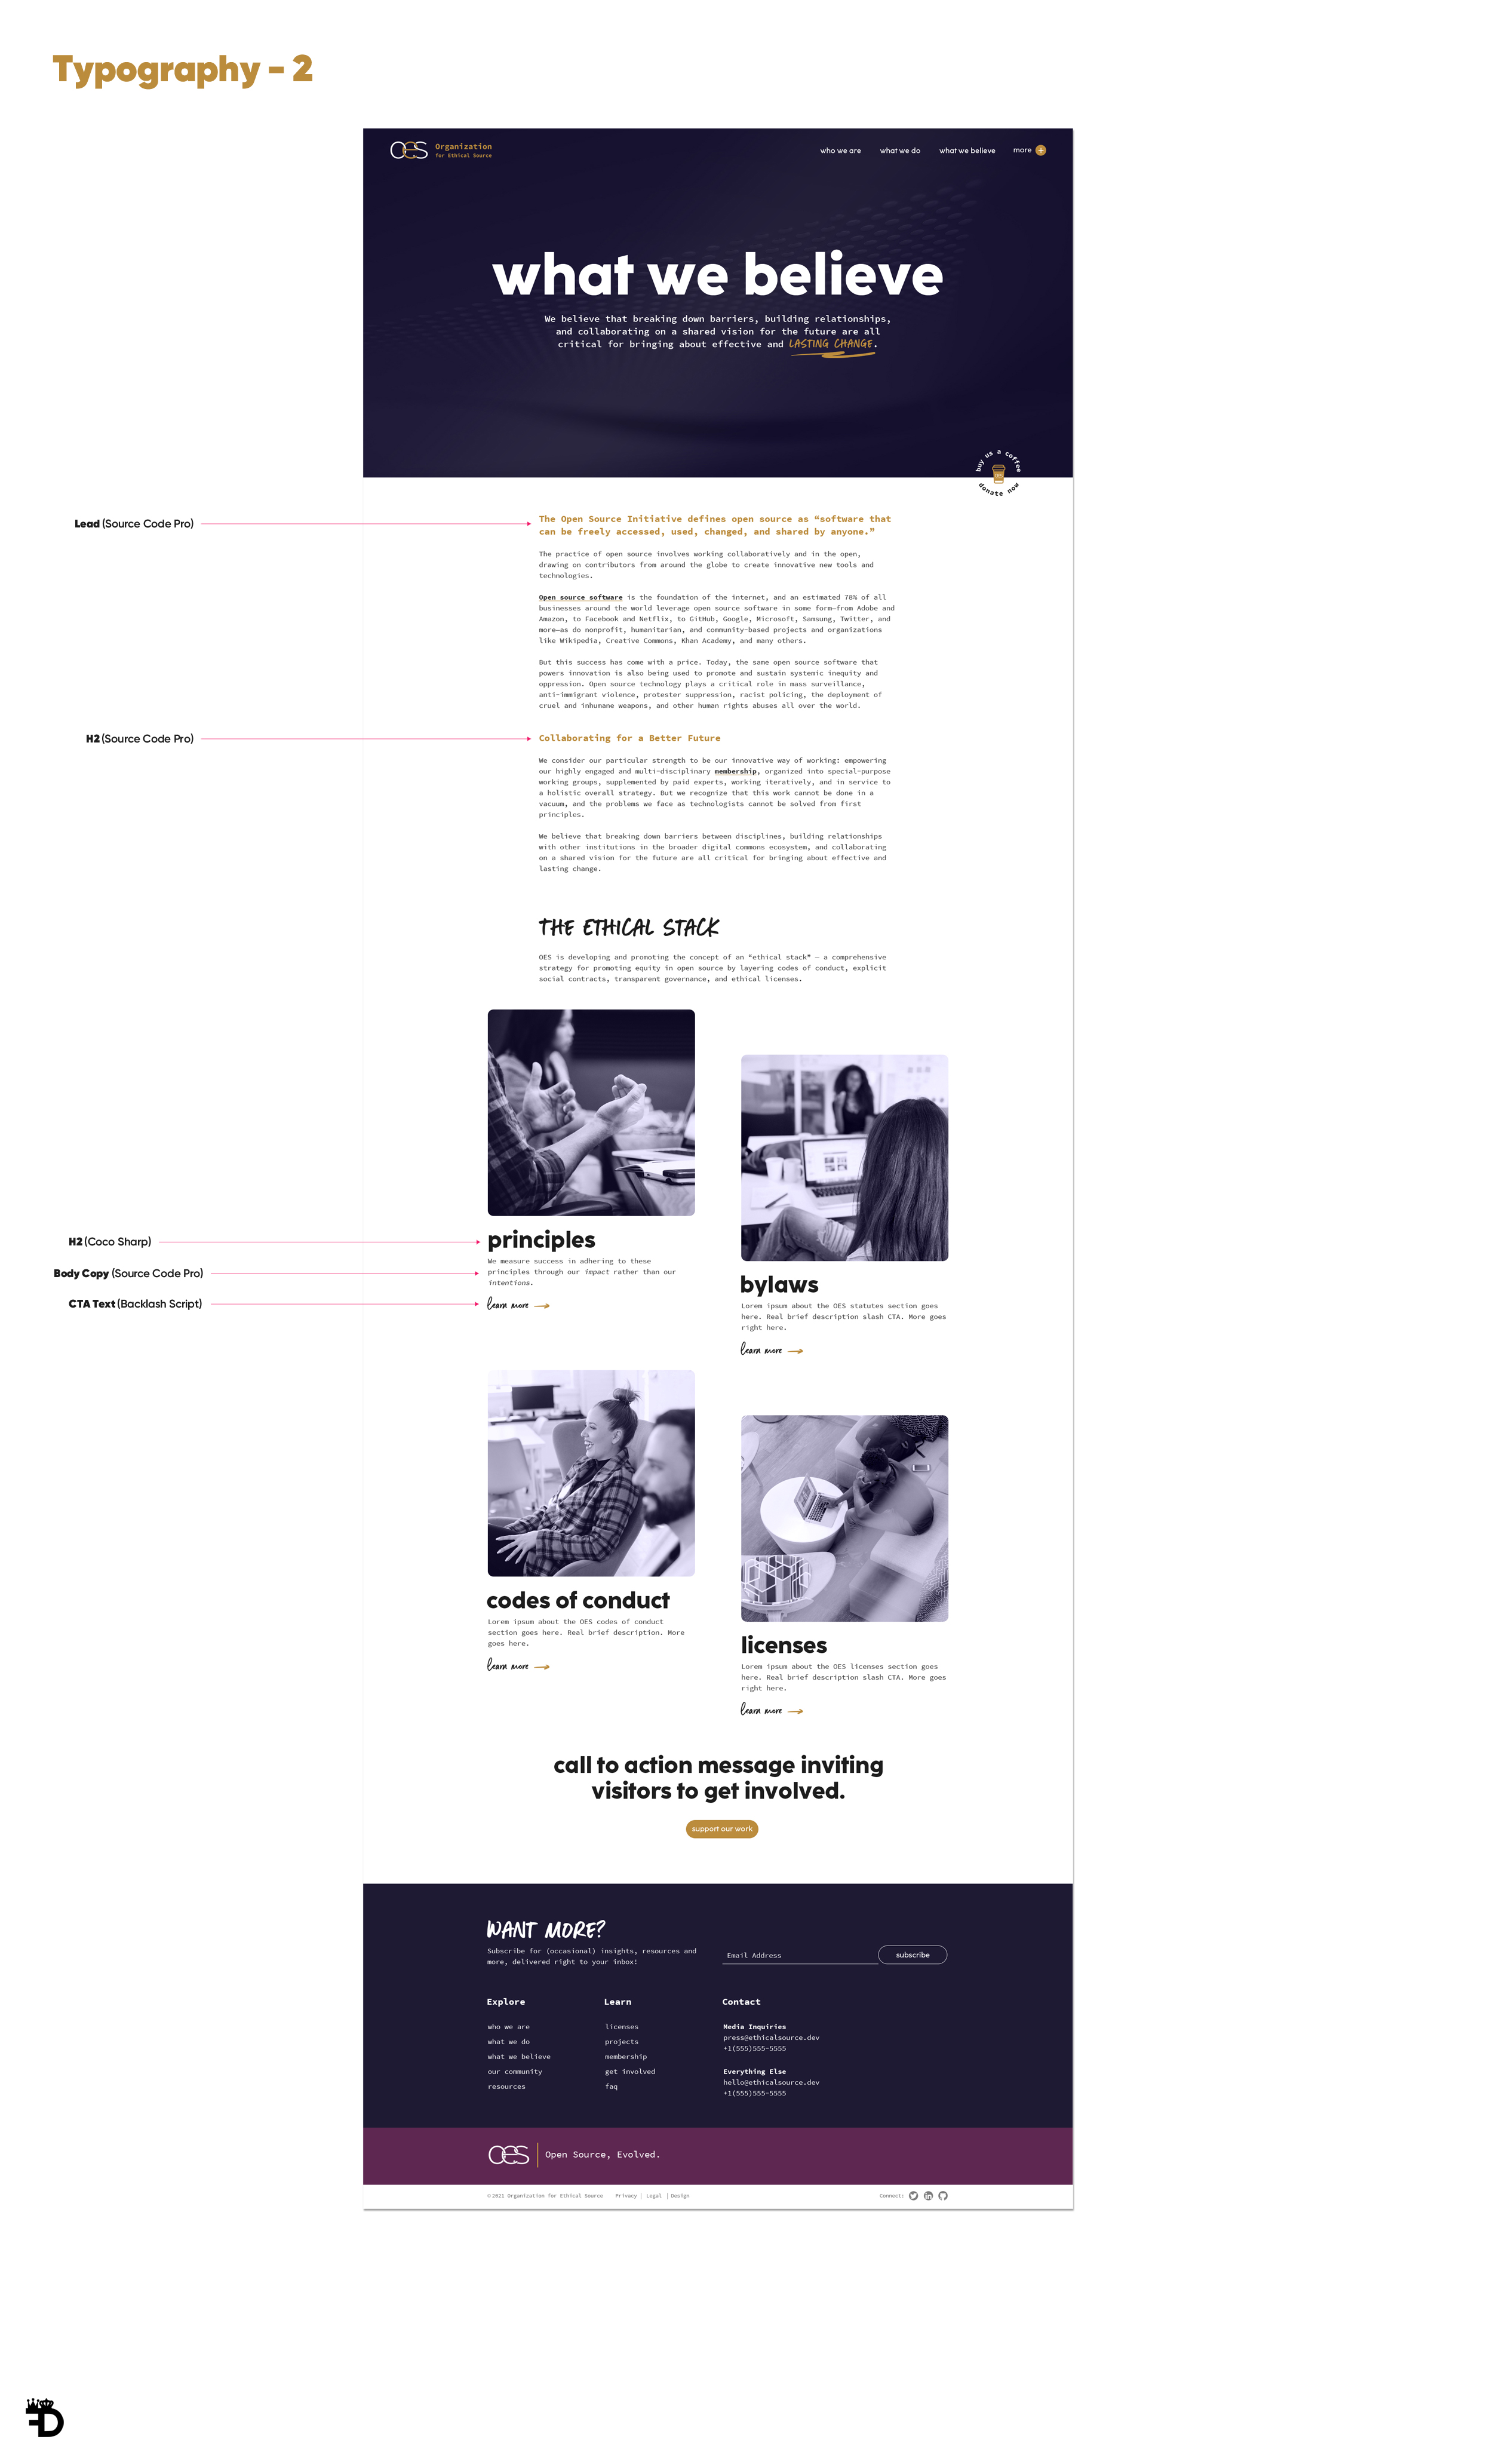 Typography - 2
OES Organization
for Ethical Source
who we are what we do what we believe more +
what we believe
We believe that breaking down barriers, building relationships,
and collaborating on a shared vision for the future are all
critical for bringing about effective and LASTING CHANGE.
buy us a coffee
donate now
Lead (Source Code Pro)
The Open Source Initiative defines open source as “software that
can be freely accessed, used, changed, and shared by anyone.”
The practice of open source involves working collaboratively and in the open,
drawing on contributors from around the globe to create innovative new tools and
technologies.
Open source software is the foundation of the internet, and an estimated 78% of all
businesses around the world leverage open source software in some form—from Adobe and
Amazon, to Facebook and Netflix, to GitHub, Google, Microsoft, Samsung, Twitter, and
more—as do nonprofit, humanitarian, and community-based projects and organizations
like Wikipedia, Creative Commons, Khan Academy, and many others.
But this success has come with a price. Today, the same open source software that
powers innovation is also being used to promote and sustain systemic inequity and
oppression. Open source technology plays a critical role in mass surveillance,
anti-immigrant violence, protester suppression, racist policing, the deployment of
cruel and inhumane weapons, and other human rights abuses all over the world.
H2 (Source Code Pro)
Collaborating for a Better Future
We consider our particular strength to be our innovative way of working: empowering
our highly engaged and multi-disciplinary membership, organized into special-purpose
working groups, supplemented by paid experts, working iteratively, and in service to
a holistic overall strategy. But we recognize that this work cannot be done in a
vacuum, and the problems we face as technologists cannot be solved from first
principles.
We believe that breaking down barriers between disciplines, building relationships
with other institutions in the broader digital commons ecosystem, and collaborating
on a shared vision for the future are all critical for bringing about effective and
lasting change.
THE ETHICAL STACK
OES is developing and promoting the concept of an “ethical stack” — a comprehensive
strategy for promoting equity in open source by layering codes of conduct, explicit
social contracts, transparent governance, and ethical licenses.
H2 (Coco Sharp)
principles
Body Copy (Source Code Pro)
We measure success in adhering to these
principles through our impact rather than our
intentions.
CTA Text (Backlash Script)
learn more
bylaws
Lorem ipsum about the OES statutes section goes
here. Real brief description slash CTA. More goes
right here.
learn more
codes of conduct
Lorem ipsum about the OES codes of conduct
section goes here. Real brief description. More
goes here.
learn more
licenses
Lorem ipsum about the OES licenses section goes
here. Real brief description slash CTA. More goes
right here.
learn more
call to action message inviting
visitors to get involved.
support our work
WANT MORE?
Subscribe for (occasional) insights, resources and
more, delivered right to your inbox!
Email Address
subscribe
Explore
who we are
what we do
what we believe
our community
resources
Learn
licenses
projects
membership
get involved
faq
Contact
Media Inquiries
press@ethicalsource.dev
+1(555)555-5555
Everything Else
hello@ethicalsource.dev
+1(555)555-5555
OES | Open Source, Evolved.
©2021 Organization for Ethical Source Privacy | Legal | Design
Connect: